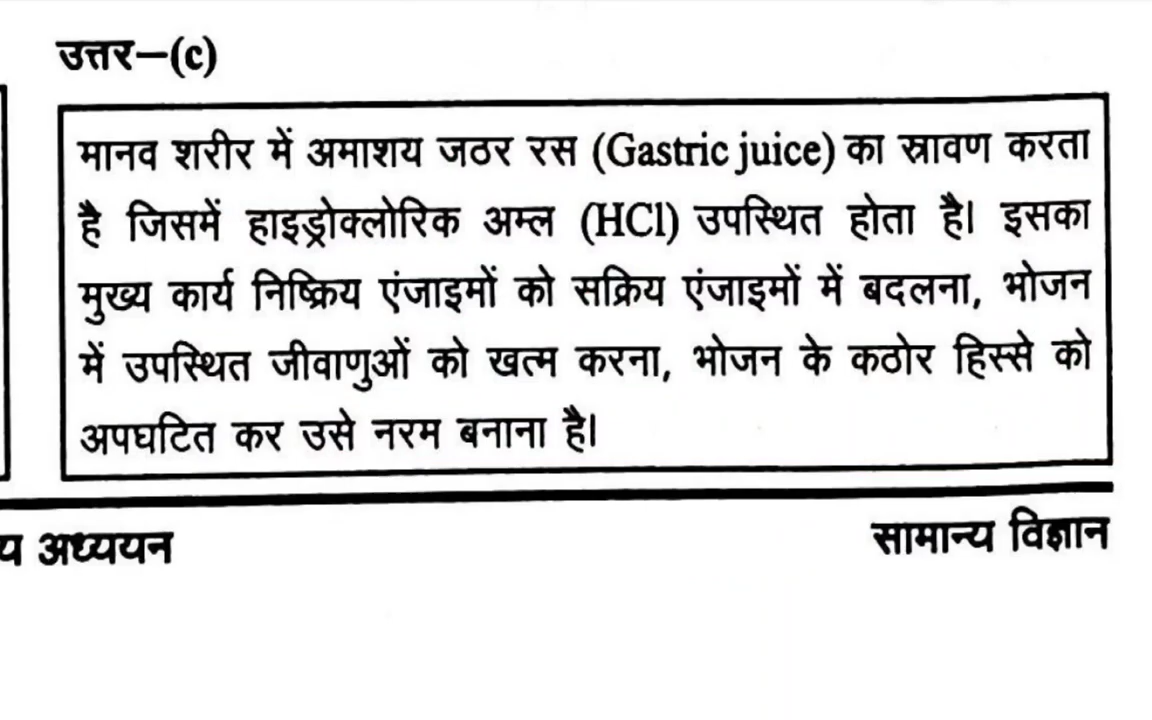 उत्तर–(c)
मानव शरीर में अमाशय जठर रस (Gastric juice) का स्रावण करता
है जिसमें हाइड्रोक्लोरिक अम्ल (HCl) उपस्थित होता है। इसका
मुख्य कार्य निष्क्रिय एंजाइमों को सक्रिय एंजाइमों में बदलना, भोजन
में उपस्थित जीवाणुओं को खत्म करना, भोजन के कठोर हिस्से को
अपघटित कर उसे नरम बनाना है।
य अध्ययन
सामान्य विज्ञान